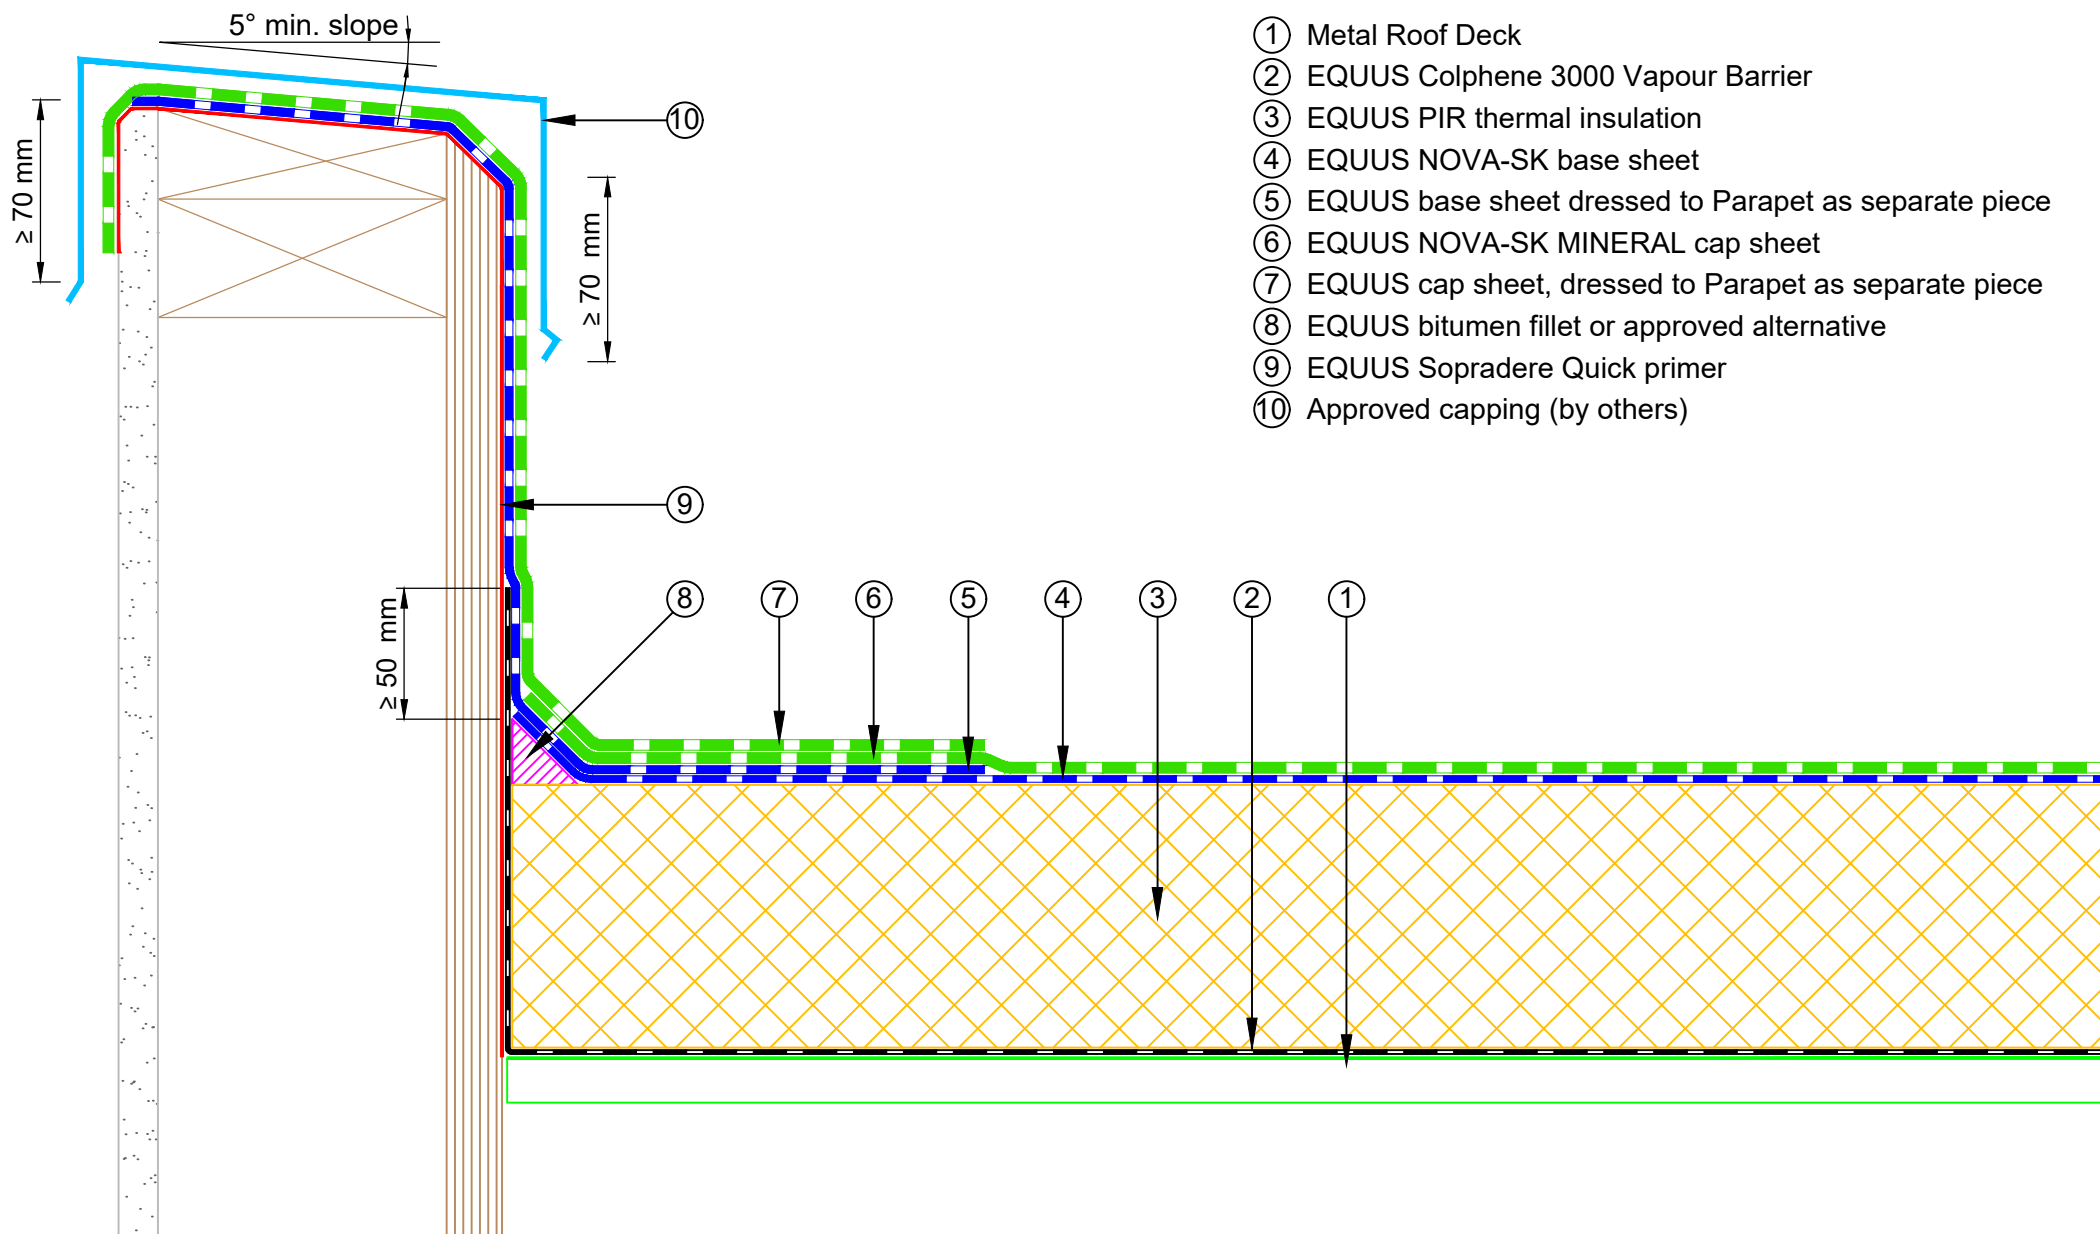 5° min. slope
① Metal Roof Deck
② EQUUS Colphene 3000 Vapour Barrier
③ EQUUS PIR thermal insulation
④ EQUUS NOVA-SK base sheet
⑤ EQUUS base sheet dressed to Parapet as separate piece
⑥ EQUUS NOVA-SK MINERAL cap sheet
⑦ EQUUS cap sheet, dressed to Parapet as separate piece
⑧ EQUUS bitumen fillet or approved alternative
⑨ EQUUS Sopradere Quick primer
⑩ Approved capping (by others)
⑩
≥ 70 mm
≥ 70 mm
⑨
≥ 50 mm
⑧ ⑦ ⑥ ⑤ ④ ③ ② ①